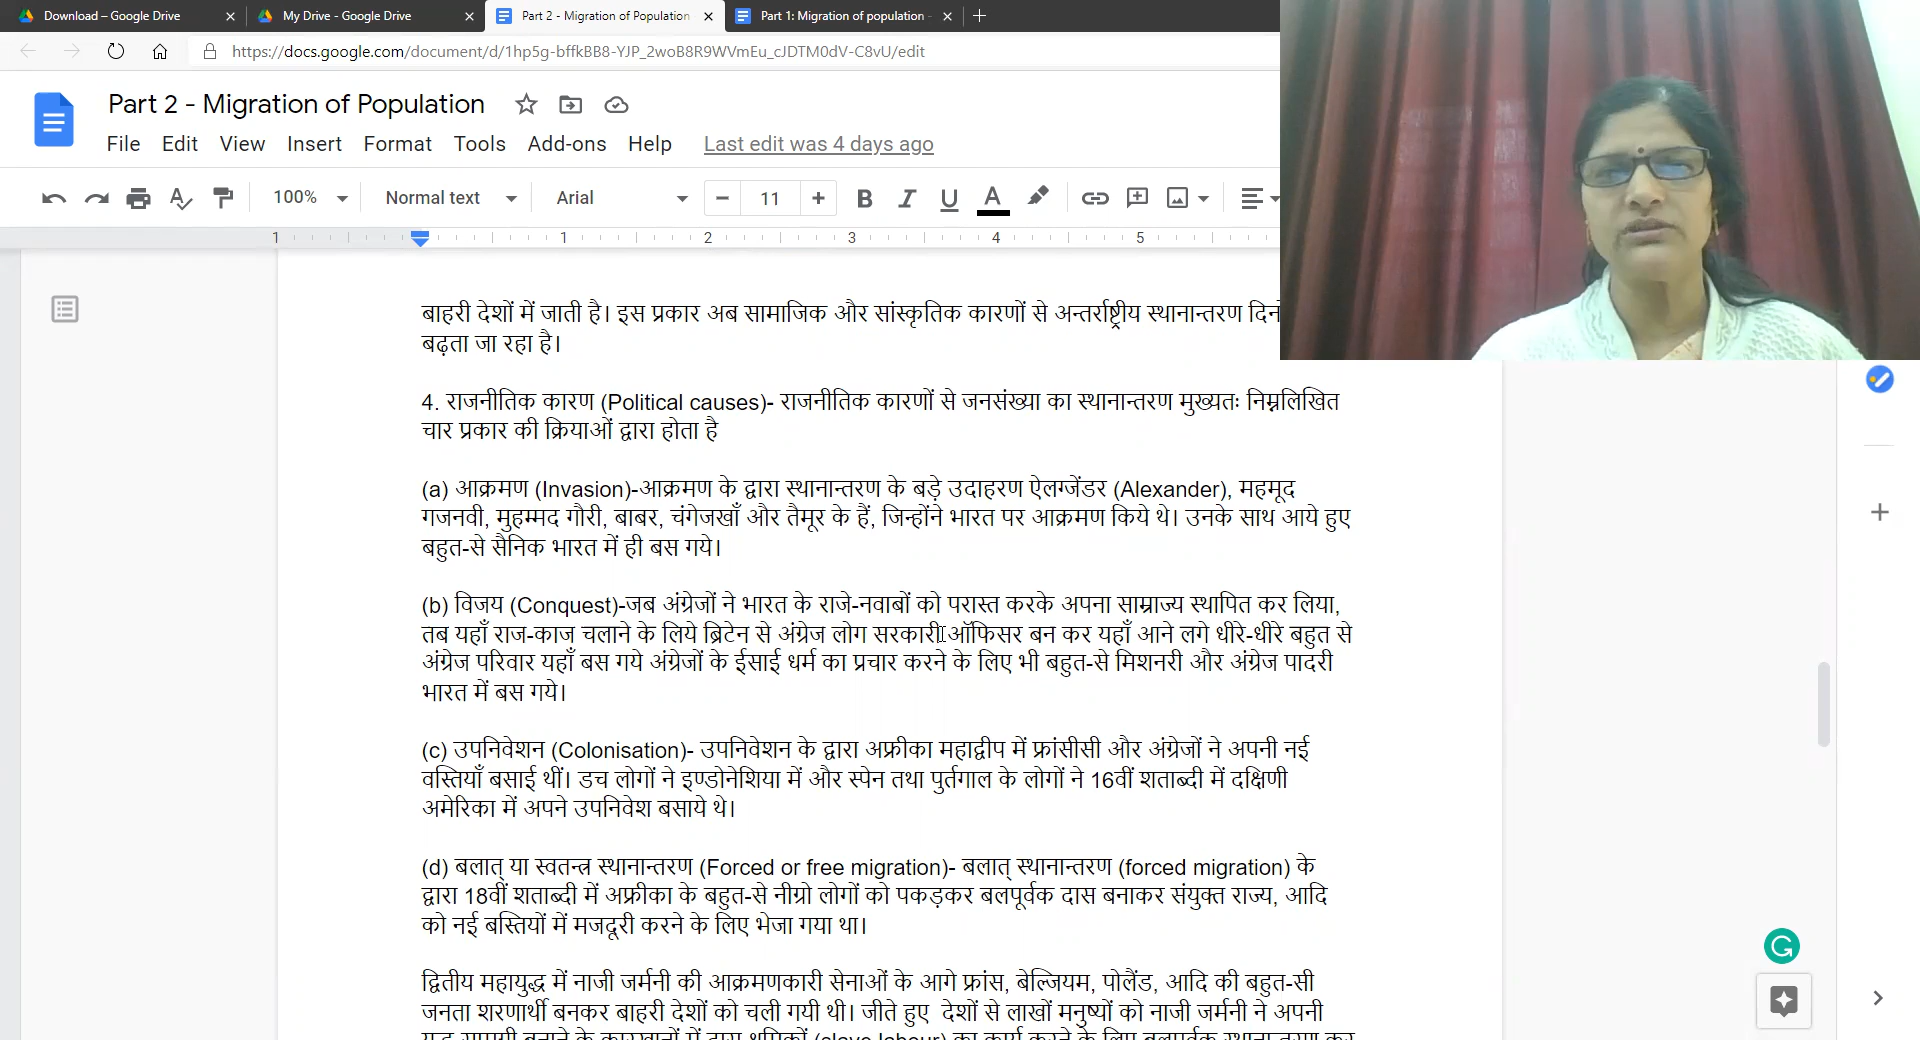 Download – Google Drive
My Drive - Google Drive
Part 2 - Migration of Population
Part 1: Migration of population -
https://docs.google.com/document/d/1hp5g-bffkBB8-YJP_2woB8R9WVmEu_cJDTM0dV-C8vU/edit
Part 2 - Migration of Population
File Edit View Insert Format Tools Add-ons Help Last edit was 4 days ago
100% Normal text Arial 11 B I U A
1 1 2 3 4 5
बाहरी देशों में जाती है। इस प्रकार अब सामाजिक और सांस्कृतिक कारणों से अन्तर्राष्ट्रीय स्थानान्तरण
बढ़ता जा रहा है।
4. राजनीतिक कारण (Political causes)- राजनीतिक कारणों से जनसंख्या का स्थानान्तरण मुख्यतः निम्नलिखित
चार प्रकार की क्रियाओं द्वारा होता है
(a) आक्रमण (Invasion)-आक्रमण के द्वारा स्थानान्तरण के बड़े उदाहरण ऐलग्जेंडर (Alexander), महमूद
गजनवी, मुहम्मद गौरी, बाबर, चंगेजखाँ और तैमूर के हैं, जिन्होंने भारत पर आक्रमण किये थे। उनके साथ आये हुए
बहुत-से सैनिक भारत में ही बस गये।
(b) विजय (Conquest)-जब अंग्रेजों ने भारत के राजे-नवाबों को परास्त करके अपना साम्राज्य स्थापित कर लिया,
तब यहाँ राज-काज चलाने के लिये ब्रिटेन से अंग्रेज लोग सरकारी ऑफिसर बन कर यहाँ आने लगे धीरे-धीरे बहुत से
अंग्रेज परिवार यहाँ बस गये अंग्रेजों के ईसाई धर्म का प्रचार करने के लिए भी बहुत-से मिशनरी और अंग्रेज पादरी
भारत में बस गये।
(c) उपनिवेशन (Colonisation)- उपनिवेशन के द्वारा अफ्रीका महाद्वीप में फ्रांसीसी और अंग्रेजों ने अपनी नई
वस्तियाँ बसाई थीं। डच लोगों ने इण्डोनेशिया में और स्पेन तथा पुर्तगाल के लोगों ने 16वीं शताब्दी में दक्षिणी
अमेरिका में अपने उपनिवेश बसाये थे।
(d) बलात् या स्वतन्त्र स्थानान्तरण (Forced or free migration)- बलात् स्थानान्तरण (forced migration) के
द्वारा 18वीं शताब्दी में अफ्रीका के बहुत-से नीग्रो लोगों को पकड़कर बलपूर्वक दास बनाकर संयुक्त राज्य, आदि
को नई बस्तियों में मजदूरी करने के लिए भेजा गया था।
द्वितीय महायुद्ध में नाजी जर्मनी की आक्रमणकारी सेनाओं के आगे फ्रांस, बेल्जियम, पोलैंड, आदि की बहुत-सी
जनता शरणार्थी बनकर बाहरी देशों को चली गयी थी। जीते हुए देशों से लाखों मनुष्यों को नाजी जर्मनी ने अपनी